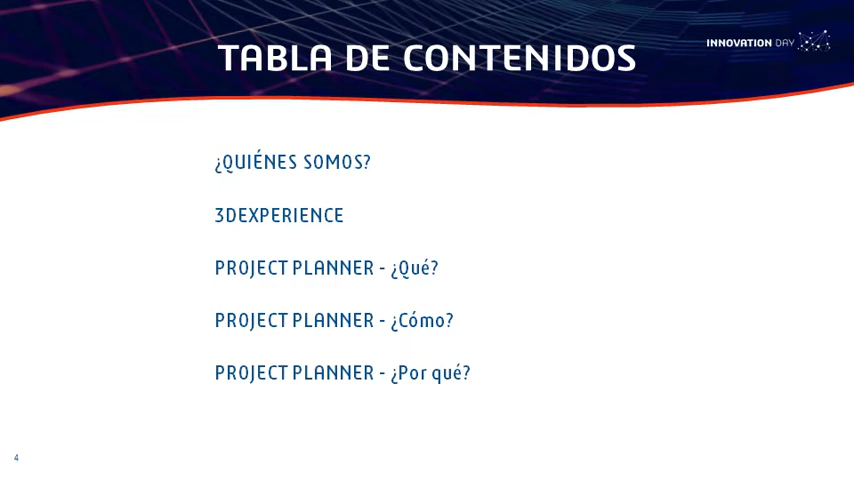 TABLA DE CONTENIDOS
INNOVATION DAY
¿QUIÉNES SOMOS?
3DEXPERIENCE
PROJECT PLANNER - ¿Qué?
PROJECT PLANNER - ¿Cómo?
PROJECT PLANNER - ¿Por qué?
4